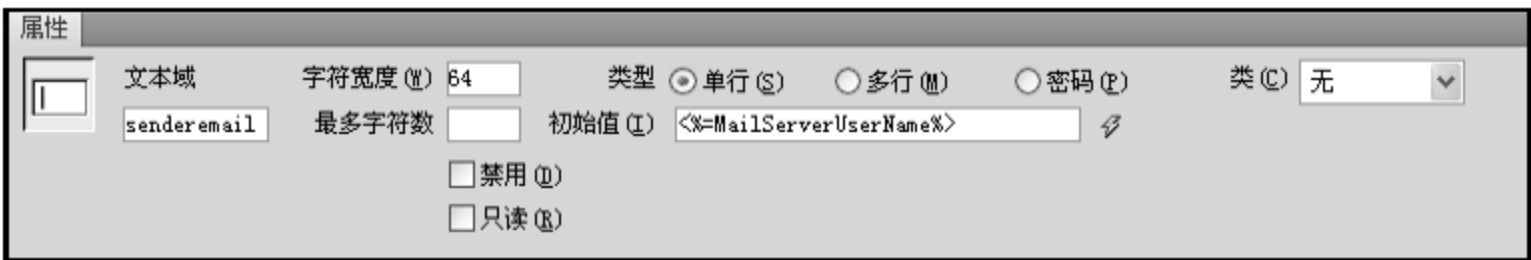 属性
文本域 字符宽度(W) 64 类型 单行(S) 多行(M) 密码(P) 类(C) 无
senderemail 最多字符数 初始值(I) <%=MailServerUserName%>
禁用(D)
只读(R)